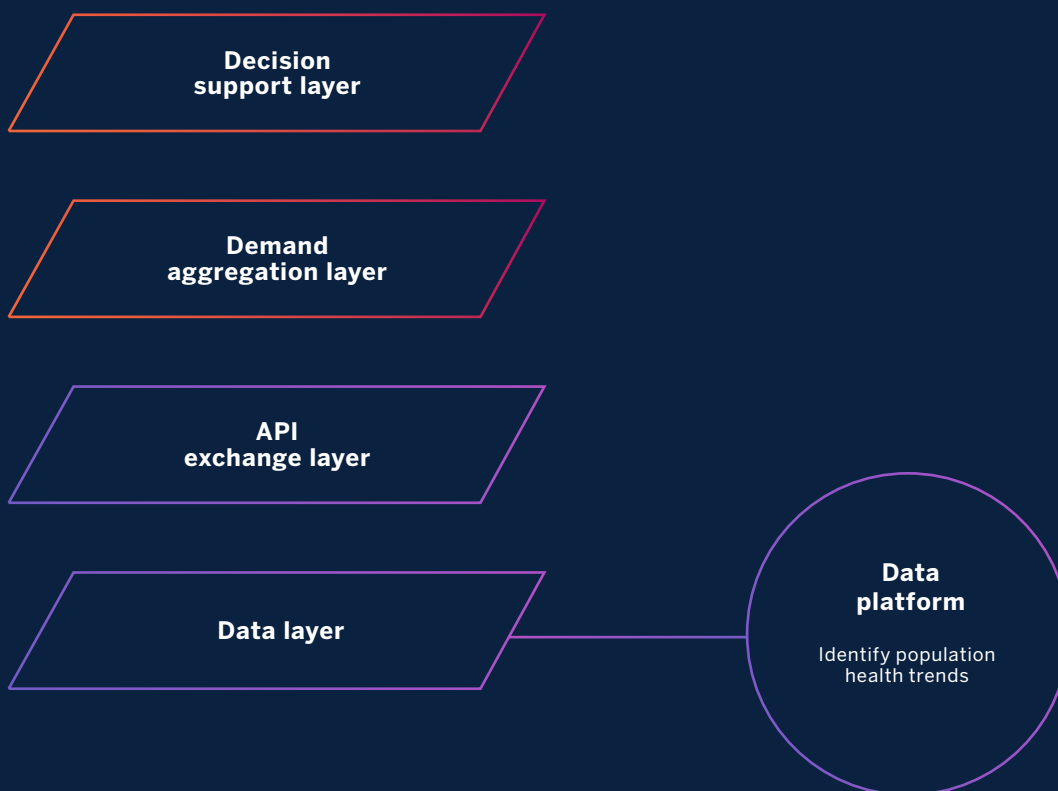 Decision
support layer
Demand
aggregation layer
API
exchange layer
Data layer
Data
platform
Identify population
health trends